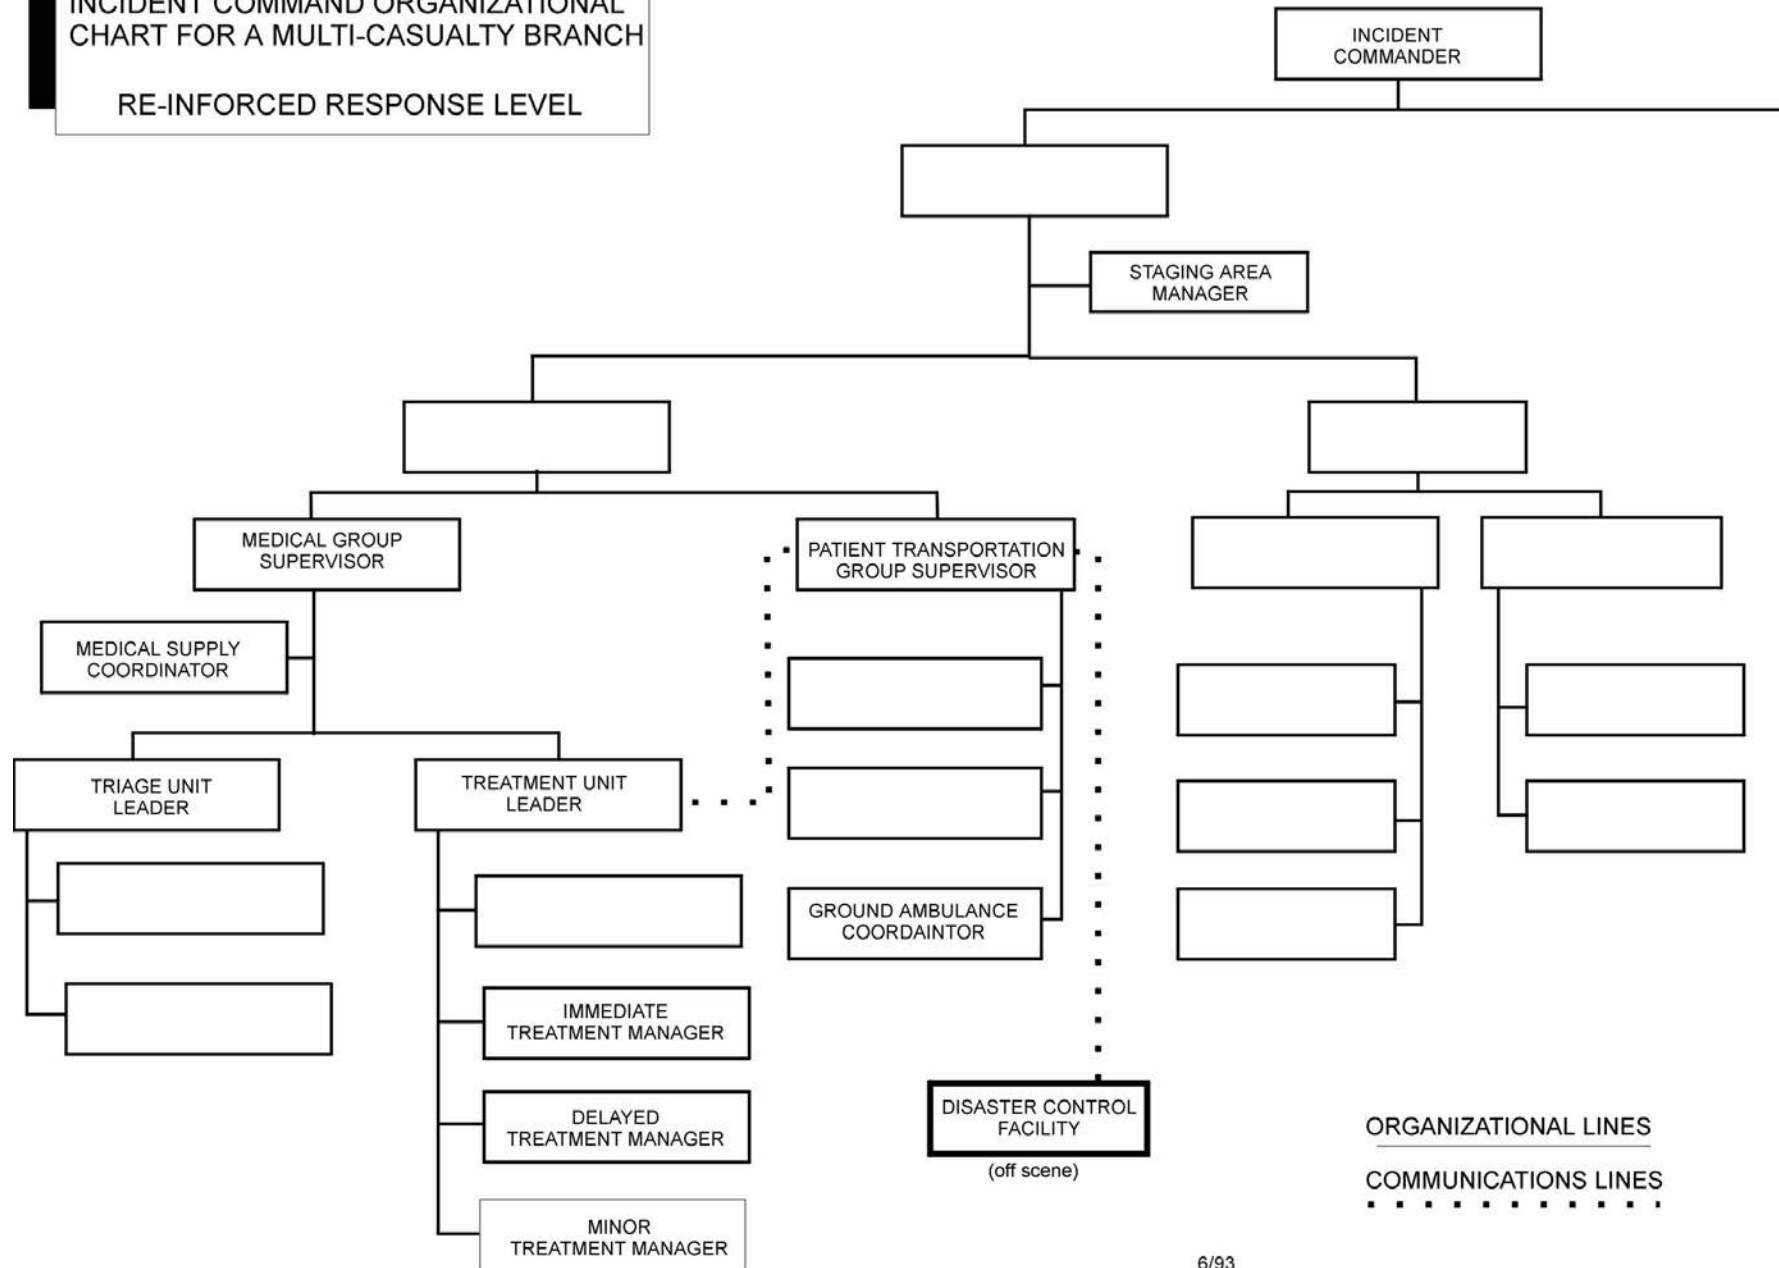 INCIDENT COMMAND ORGANIZATIONAL
CHART FOR A MULTI-CASUALTY BRANCH
RE-INFORCED RESPONSE LEVEL
INCIDENT
COMMANDER
STAGING AREA
MANAGER
MEDICAL GROUP
SUPERVISOR
PATIENT TRANSPORTATION
GROUP SUPERVISOR
MEDICAL SUPPLY
COORDINATOR
TRIAGE UNIT
LEADER
TREATMENT UNIT
LEADER
GROUND AMBULANCE
COORDAINTOR
IMMEDIATE
TREATMENT MANAGER
DELAYED
TREATMENT MANAGER
MINOR
TREATMENT MANAGER
DISASTER CONTROL
FACILITY
(off scene)
ORGANIZATIONAL LINES
COMMUNICATIONS LINES
6/93